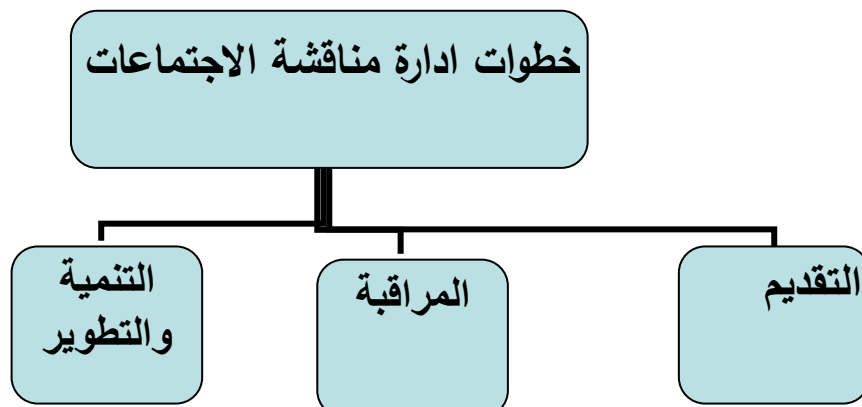 خطوات ادارة مناقشة الاجتماعات
التقديم
المراقبة
التنمية
والتطوير